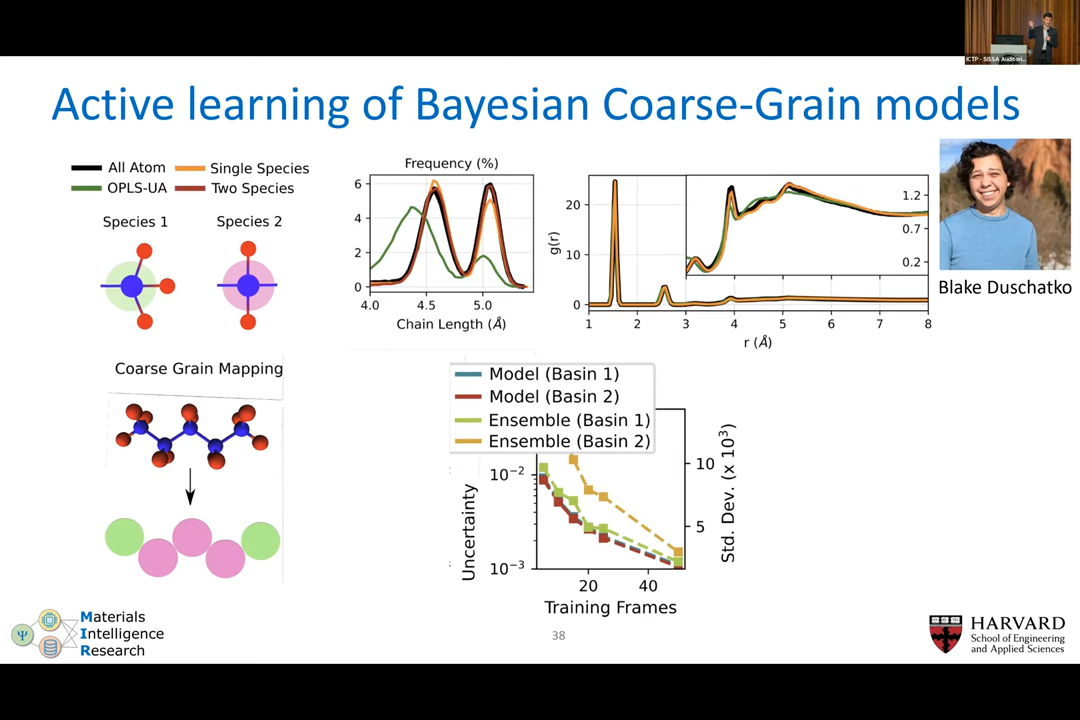 ICTP - SISSA Auditori...
Active learning of Bayesian Coarse-Grain models
All Atom
Single Species
OPLS-UA
Two Species
Species 1
Species 2
Coarse Grain Mapping
Frequency (%)
6
4
2
0
4.0
4.5
5.0
Chain Length (Å)
g(r)
20
10
0
1.2
0.7
0.2
1
2
3
4
5
6
7
8
r (Å)
Blake Duschatko
Model (Basin 1)
Model (Basin 2)
Ensemble (Basin 1)
Ensemble (Basin 2)
Uncertainty
10⁻²
10⁻³
10
5
Std. Dev. (x 10³)
20
40
Training Frames
Ψ
Materials
Intelligence
Research
38
HARVARD
School of Engineering
and Applied Sciences